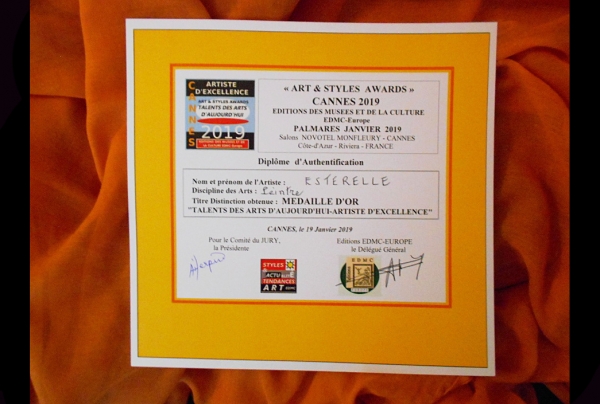 CANNES
ARTISTE
D'EXCELLENCE
ART & STYLES AWARDS
TALENTS DES ARTS
D'AUJOURD'HUI
2019
« ART & STYLES AWARDS »
CANNES 2019
EDITIONS DES MUSEES ET DE LA CULTURE
EDMC-Europe
PALMARES JANVIER 2019
Salons NOVOTEL MONFLEURY - CANNES
Côte-d'Azur - Riviera - FRANCE
Diplôme d'Authentification
Nom et prénom de l'Artiste : ESTERELLE
Discipline des Arts : Peintre
Titre Distinction obtenue : MEDAILLE D'OR
"TALENTS DES ARTS D'AUJOURD'HUI-ARTISTE D'EXCELLENCE"
CANNES, le 19 Janvier 2019
Pour le Comité du JURY,
la Présidente
Editions EDMC-EUROPE
le Délégué Général
STYLES
ACTU
TENDANCES
ART
EDMC